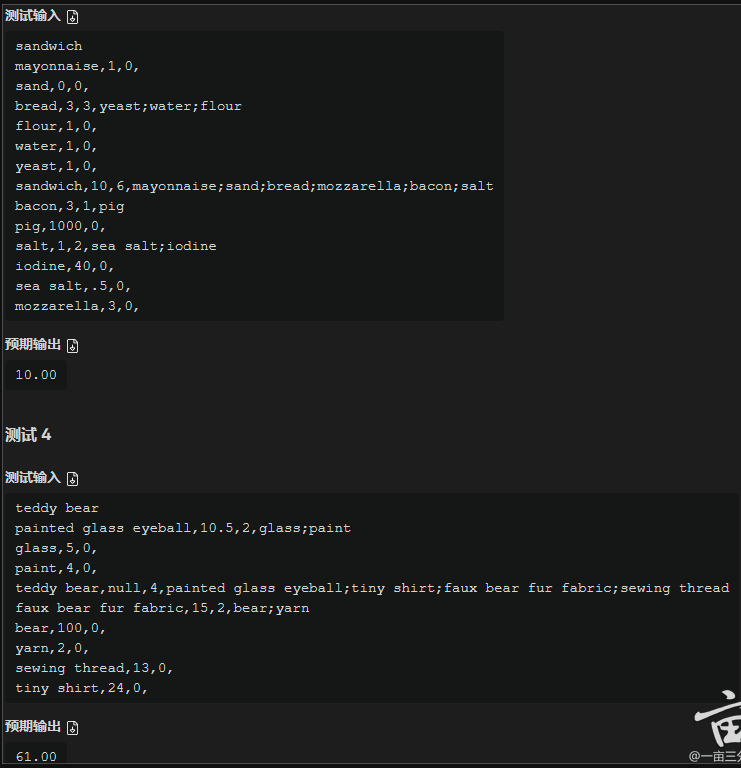 测试输入
sandwich
mayonnaise,1,0,
sand,0,0,
bread,3,3,yeast;water;flour
flour,1,0,
water,1,0,
yeast,1,0,
sandwich,10,6,mayonnaise;sand;bread;mozzarella;bacon;salt
bacon,3,1,pig
pig,1000,0,
salt,1,2,sea salt;iodine
iodine,40,0,
sea salt,.5,0,
mozzarella,3,0,
预期输出
10.00
测试 4
测试输入
teddy bear
painted glass eyeball,10.5,2,glass;paint
glass,5,0,
paint,4,0,
teddy bear,null,4,painted glass eyeball;tiny shirt;faux bear fur fabric;sewing thread
faux bear fur fabric,15,2,bear;yarn
bear,100,0,
yarn,2,0,
sewing thread,13,0,
tiny shirt,24,0,
预期输出
61.00
一亩
@一亩三